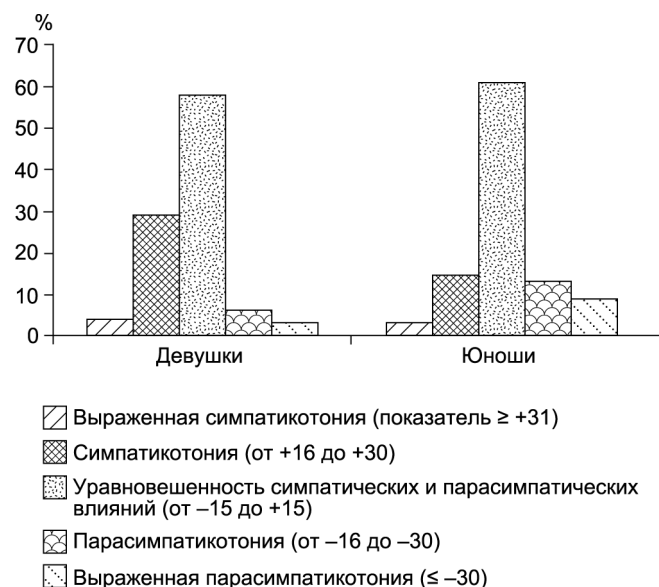 %
70
60
50
40
30
20
10
0
Девушки
Юноши
Выраженная симпатикотония (показатель ≥ +31)
Симпатикотония (от +16 до +30)
Уравновешенность симпатических и парасимпатических
влияний (от –15 до +15)
Парасимпатикотония (от –16 до –30)
Выраженная парасимпатикотония (≤ –30)